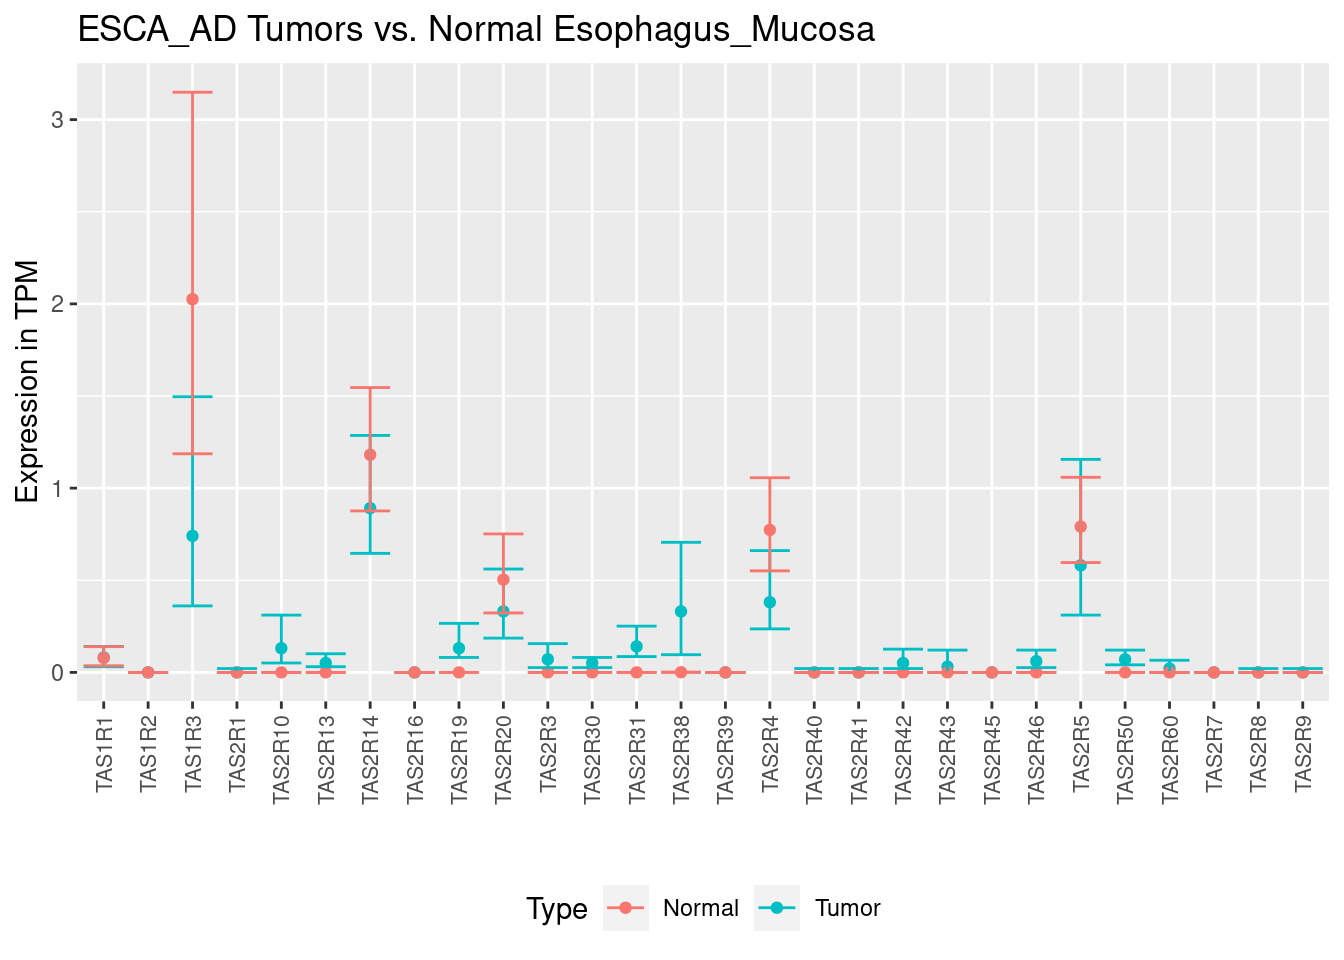 ESCA_AD Tumors vs. Normal Esophagus_Mucosa
Expression in TPM
3
2
1
0
TAS1R1
TAS1R2
TAS1R3
TAS2R1
TAS2R10
TAS2R13
TAS2R14
TAS2R16
TAS2R19
TAS2R20
TAS2R3
TAS2R30
TAS2R31
TAS2R38
TAS2R39
TAS2R4
TAS2R40
TAS2R41
TAS2R42
TAS2R43
TAS2R45
TAS2R46
TAS2R5
TAS2R50
TAS2R60
TAS2R7
TAS2R8
TAS2R9
Type Normal Tumor